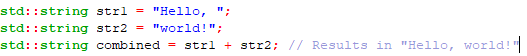 std::string str1 = "Hello, ";
std::string str2 = "world!";
std::string combined = str1 + str2; // Results in "Hello, world!"